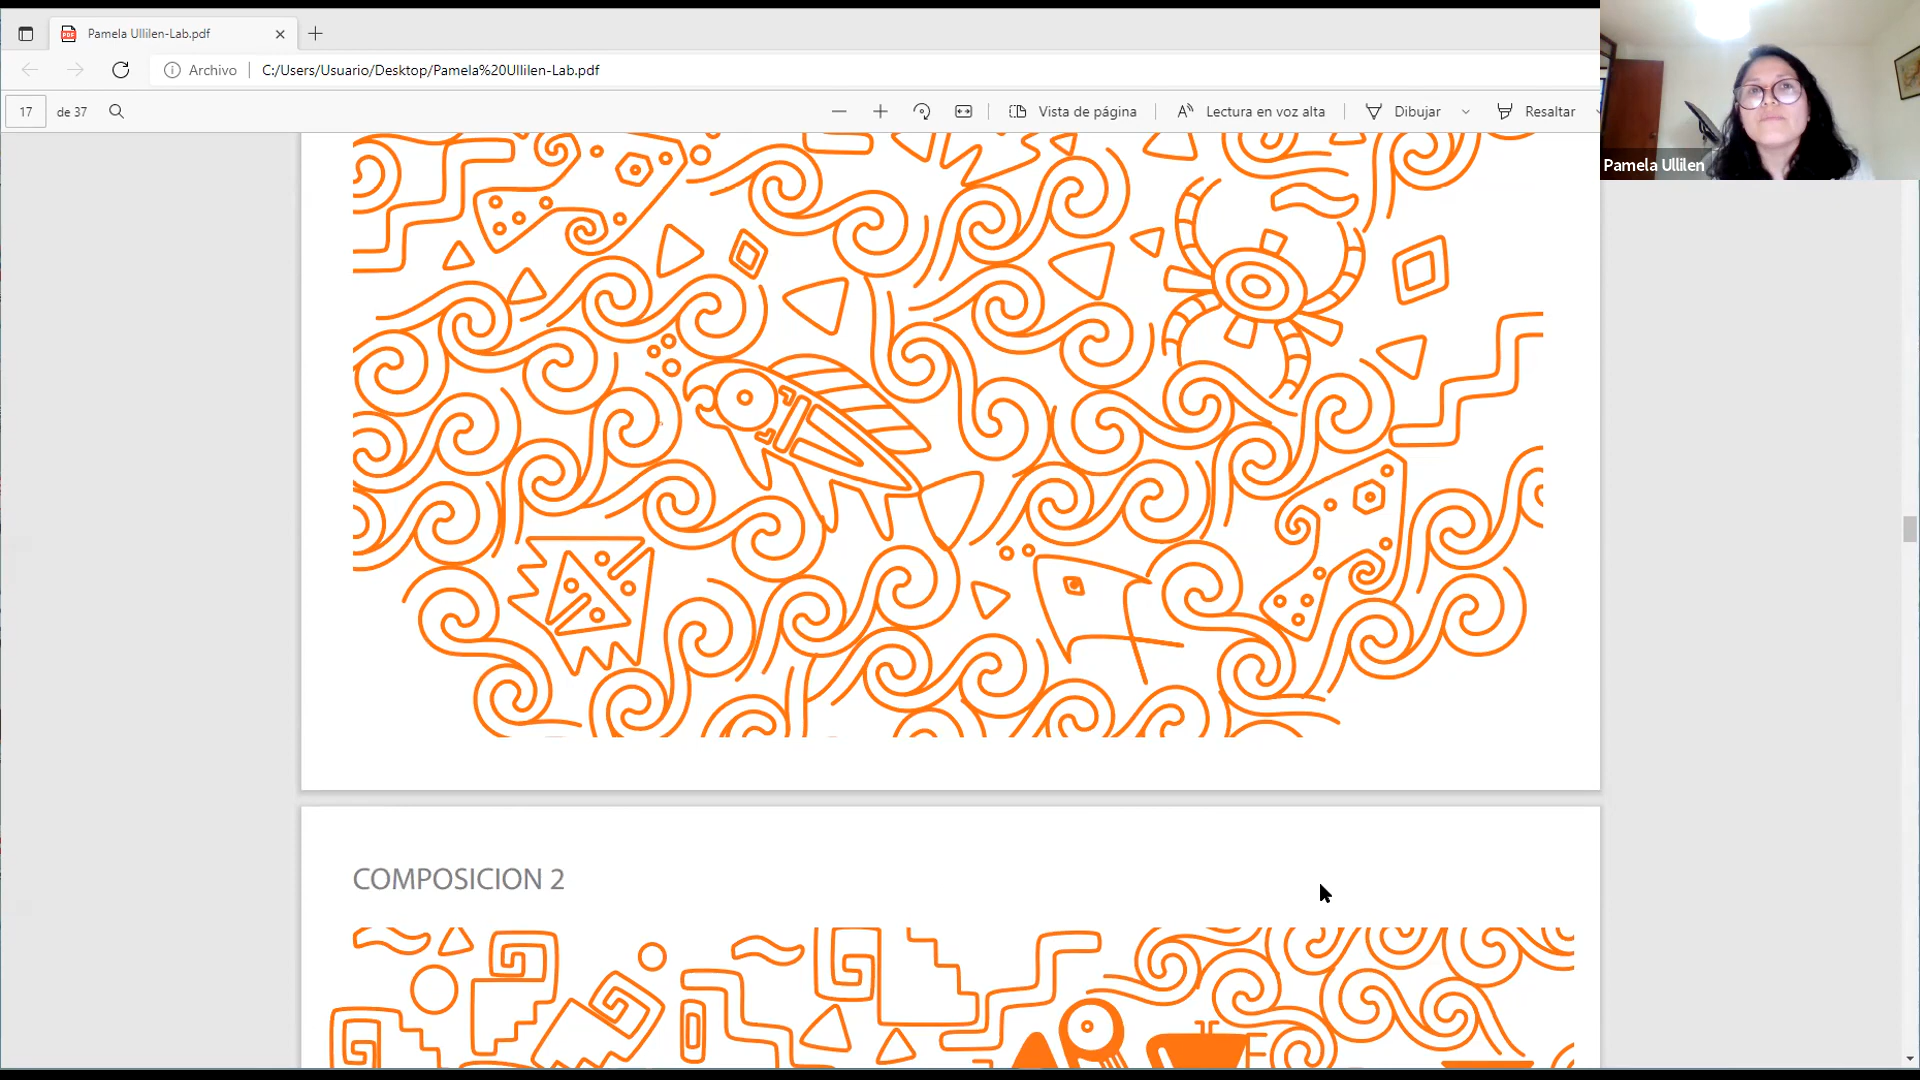 Pamela Ullilen-Lab.pdf
Archivo C:/Users/Usuario/Desktop/Pamela%20Ullilen-Lab.pdf
17 de 37 Vista de página Lectura en voz alta Dibujar Resaltar
Pamela Ullilen
COMPOSICION 2